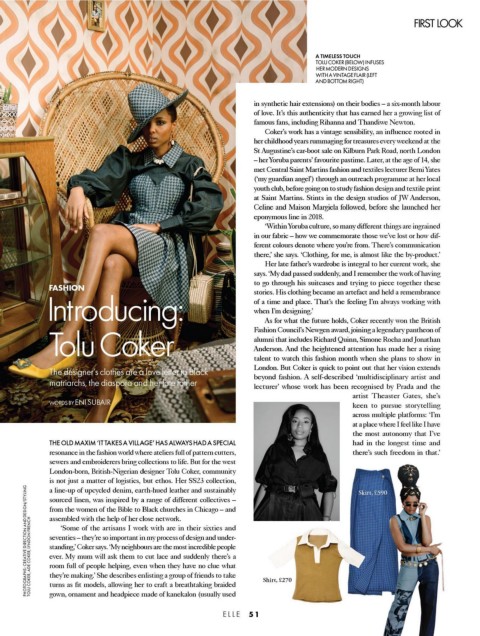 FIRST LOOK
A TIMELESS TOUCH
TOLU COKER (BELOW) INFUSES
HER MODERN DESIGNS
WITH A VINTAGE FLAIR (LEFT
AND BOTTOM RIGHT)
FASHION
Introducing:
Tolu Coker
The designer's clothes are a love letter to black
matriarchs, the diaspora and her late father
WORDS BY ENI SUBAIR
THE OLD MAXIM 'IT TAKES A VILLAGE' HAS ALWAYS HAD A SPECIAL
resonance in the fashion world where ateliers full of pattern cutters,
sewers and embroiderers bring collections to life. But for the west
London-born, British-Nigerian designer Tolu Coker, community
is not just a matter of logistics, but ethos. Her SS23 collection,
a line-up of upcycled denim, earth-hued leather and sustainably
sourced linen, was inspired by a range of different collectives –
from the women of the Bible to Black churches in Chicago – and
assembled with the help of her close network.
'Some of the artisans I work with are in their sixties and
seventies – they're so important in my process of design and under-
standing,' Coker says. 'My neighbours are the most incredible people
ever. My mum will ask them to cut lace and suddenly there's a
room full of people helping, even when they have no clue what
they're making.' She describes enlisting a group of friends to take
turns as fit models, allowing her to craft a breathtaking braided
gown, ornament and headpiece made of kanekalon (usually used
in synthetic hair extensions) on their bodies – a six-month labour
of love. It's this authenticity that has earned her a growing list of
famous fans, including Rihanna and Thandiwe Newton.
Coker's work has a vintage sensibility, an influence rooted in
her childhood years rummaging for treasures every weekend at the
St Augustine's car-boot sale on Kilburn Park Road, north London
– her Yoruba parents' favourite pastime. Later, at the age of 14, she
met Central Saint Martins fashion and textiles lecturer Bemi Yates
('my guardian angel') through an outreach programme at her local
youth club, before going on to study fashion design and textile print
at Saint Martins. Stints in the design studios of JW Anderson,
Celine and Maison Margiela followed, before she launched her
eponymous line in 2018.
'Within Yoruba culture, so many different things are ingrained
in our fabric – how we commemorate those we've lost or how dif-
ferent colours denote where you're from. There's communication
there,' she says. 'Clothing, for me, is almost like the by-product.'
Her late father's wardrobe is integral to her current work, she
says. 'My dad passed suddenly, and I remember the work of having
to go through his suitcases and trying to piece together these
stories. His clothing became an artefact and held a remembrance
of a time and place. That's the feeling I'm always working with
when I'm designing.'
As for what the future holds, Coker recently won the British
Fashion Council's Newgen award, joining a legendary pantheon of
alumni that includes Richard Quinn, Simone Rocha and Jonathan
Anderson. And the heightened attention has made her a rising
talent to watch this fashion month when she plans to show in
London. But Coker is quick to point out that her vision extends
beyond fashion. A self-described 'multidisciplinary artist and
lecturer' whose work has been recognised by Prada and the
artist Theaster Gates, she's
keen to pursue storytelling
across multiple platforms: 'I'm
at a place where I feel like I have
the most autonomy that I've
had in the longest time and
there's such freedom in that.'
Skirt, £590
Shirt, £270
PHOTOGRAPHY, CREATIVE DIRECTION AND DESIGN STYLING:
ELLE 51